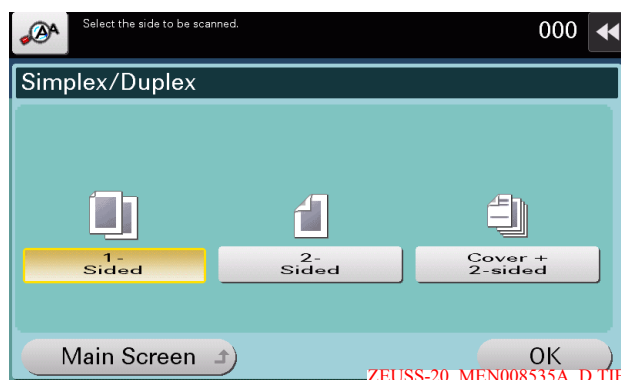 Select the side to be scanned.
000
Simplex/Duplex
1-
Sided
2-
Sided
Cover +
2-sided
Main Screen
OK
ZEUSS-20_MEN008535A_D.TIF